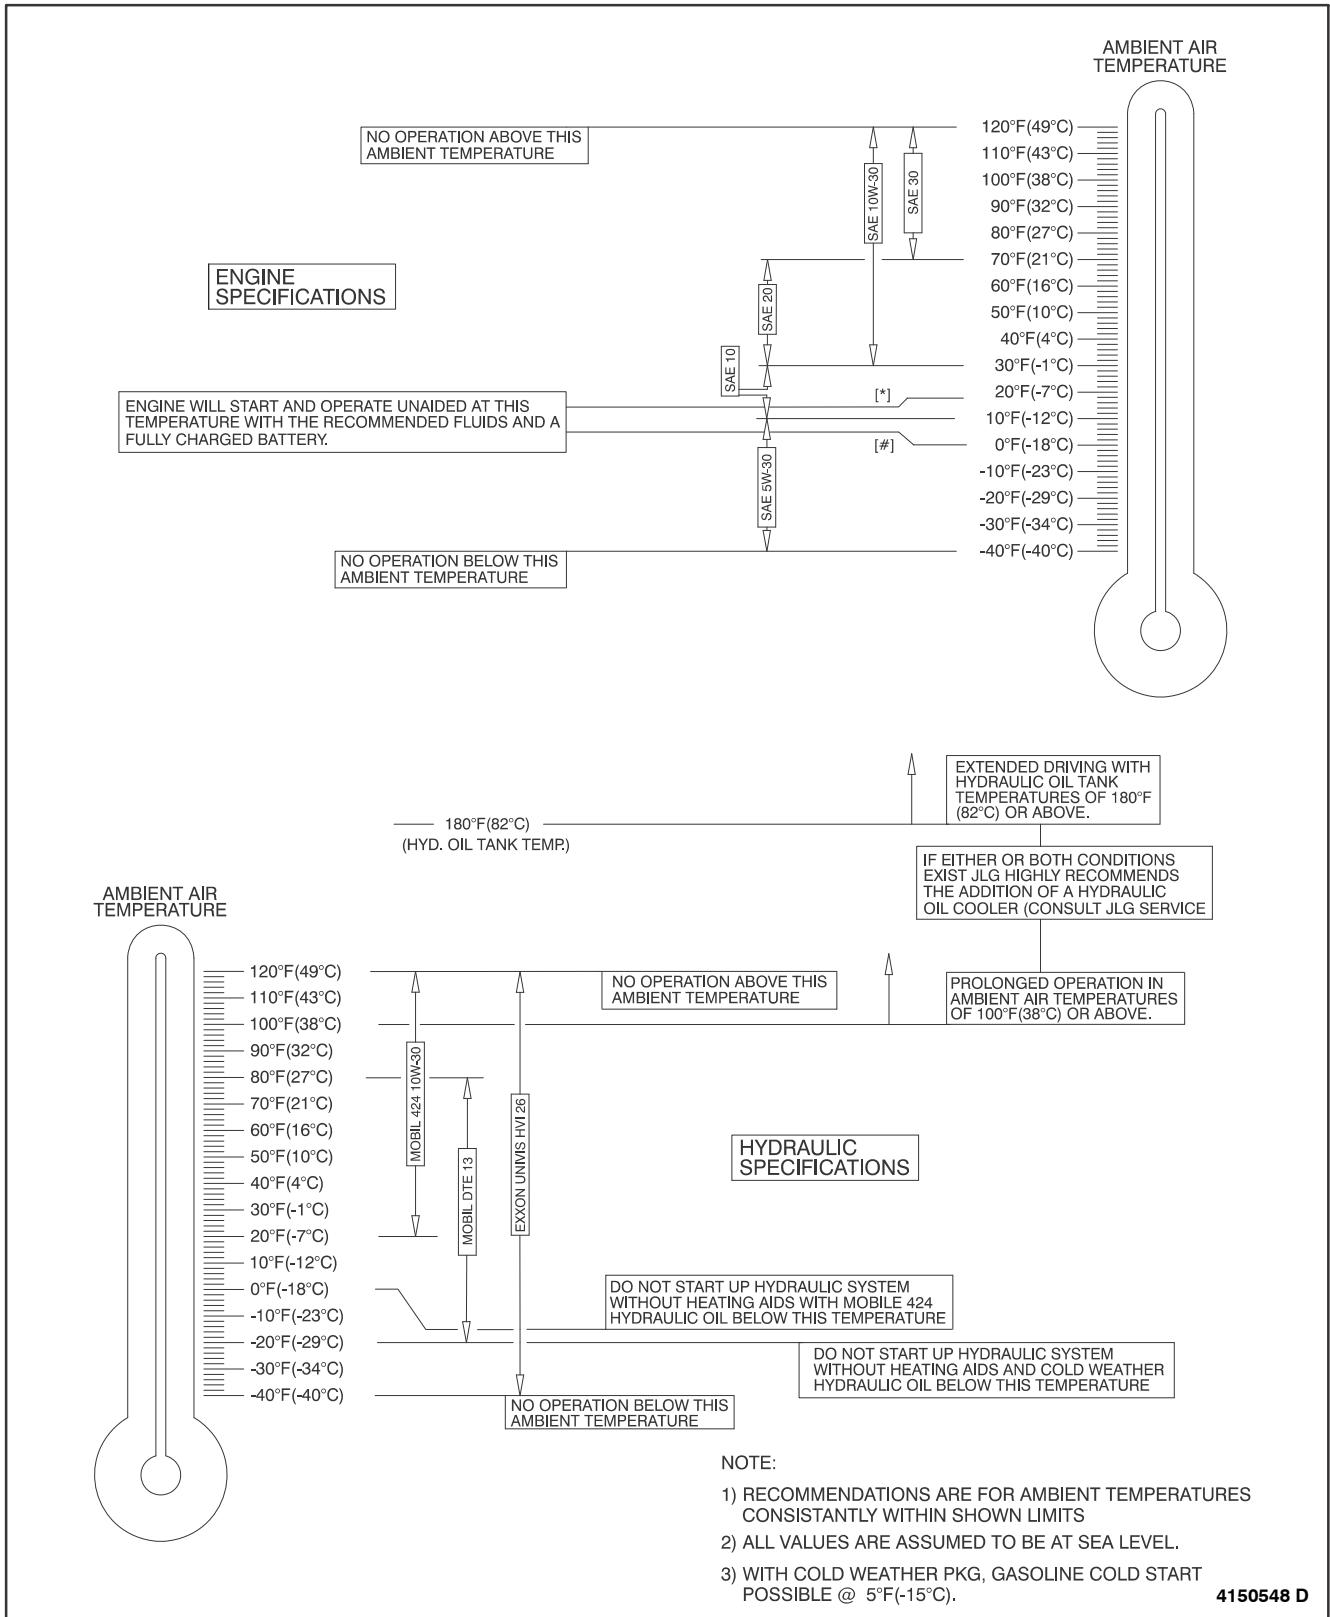 AMBIENT AIR
TEMPERATURE
120°F(49°C)
110°F(43°C)
100°F(38°C)
90°F(32°C)
80°F(27°C)
70°F(21°C)
60°F(16°C)
50°F(10°C)
40°F(4°C)
30°F(-1°C)
20°F(-7°C)
10°F(-12°C)
0°F(-18°C)
-10°F(-23°C)
-20°F(-29°C)
-30°F(-34°C)
-40°F(-40°C)
NO OPERATION ABOVE THIS
AMBIENT TEMPERATURE
SAE 10W-30
SAE 30
ENGINE
SPECIFICATIONS
SAE 20
SAE 10
[*]
ENGINE WILL START AND OPERATE UNAIDED AT THIS
TEMPERATURE WITH THE RECOMMENDED FLUIDS AND A
FULLY CHARGED BATTERY.
[#]
SAE 5W-30
NO OPERATION BELOW THIS
AMBIENT TEMPERATURE
EXTENDED DRIVING WITH
HYDRAULIC OIL TANK
TEMPERATURES OF 180°F
(82°C) OR ABOVE.
180°F(82°C)
(HYD. OIL TANK TEMP.)
IF EITHER OR BOTH CONDITIONS
EXIST JLG HIGHLY RECOMMENDS
THE ADDITION OF A HYDRAULIC
OIL COOLER (CONSULT JLG SERVICE
AMBIENT AIR
TEMPERATURE
120°F(49°C)
110°F(43°C)
100°F(38°C)
90°F(32°C)
80°F(27°C)
70°F(21°C)
60°F(16°C)
50°F(10°C)
40°F(4°C)
30°F(-1°C)
20°F(-7°C)
10°F(-12°C)
0°F(-18°C)
-10°F(-23°C)
-20°F(-29°C)
-30°F(-34°C)
-40°F(-40°C)
NO OPERATION ABOVE THIS
AMBIENT TEMPERATURE
PROLONGED OPERATION IN
AMBIENT AIR TEMPERATURES
OF 100°F(38°C) OR ABOVE.
MOBIL 424 10W-30
MOBIL DTE 13
EXXON UNIVIS HVI 26
HYDRAULIC
SPECIFICATIONS
DO NOT START UP HYDRAULIC SYSTEM
WITHOUT HEATING AIDS WITH MOBILE 424
HYDRAULIC OIL BELOW THIS TEMPERATURE
DO NOT START UP HYDRAULIC SYSTEM
WITHOUT HEATING AIDS AND COLD WEATHER
HYDRAULIC OIL BELOW THIS TEMPERATURE
NO OPERATION BELOW THIS
AMBIENT TEMPERATURE
NOTE:
1) RECOMMENDATIONS ARE FOR AMBIENT TEMPERATURES
CONSISTANTLY WITHIN SHOWN LIMITS
2) ALL VALUES ARE ASSUMED TO BE AT SEA LEVEL.
3) WITH COLD WEATHER PKG, GASOLINE COLD START
POSSIBLE @ 5°F(-15°C).
4150548 D